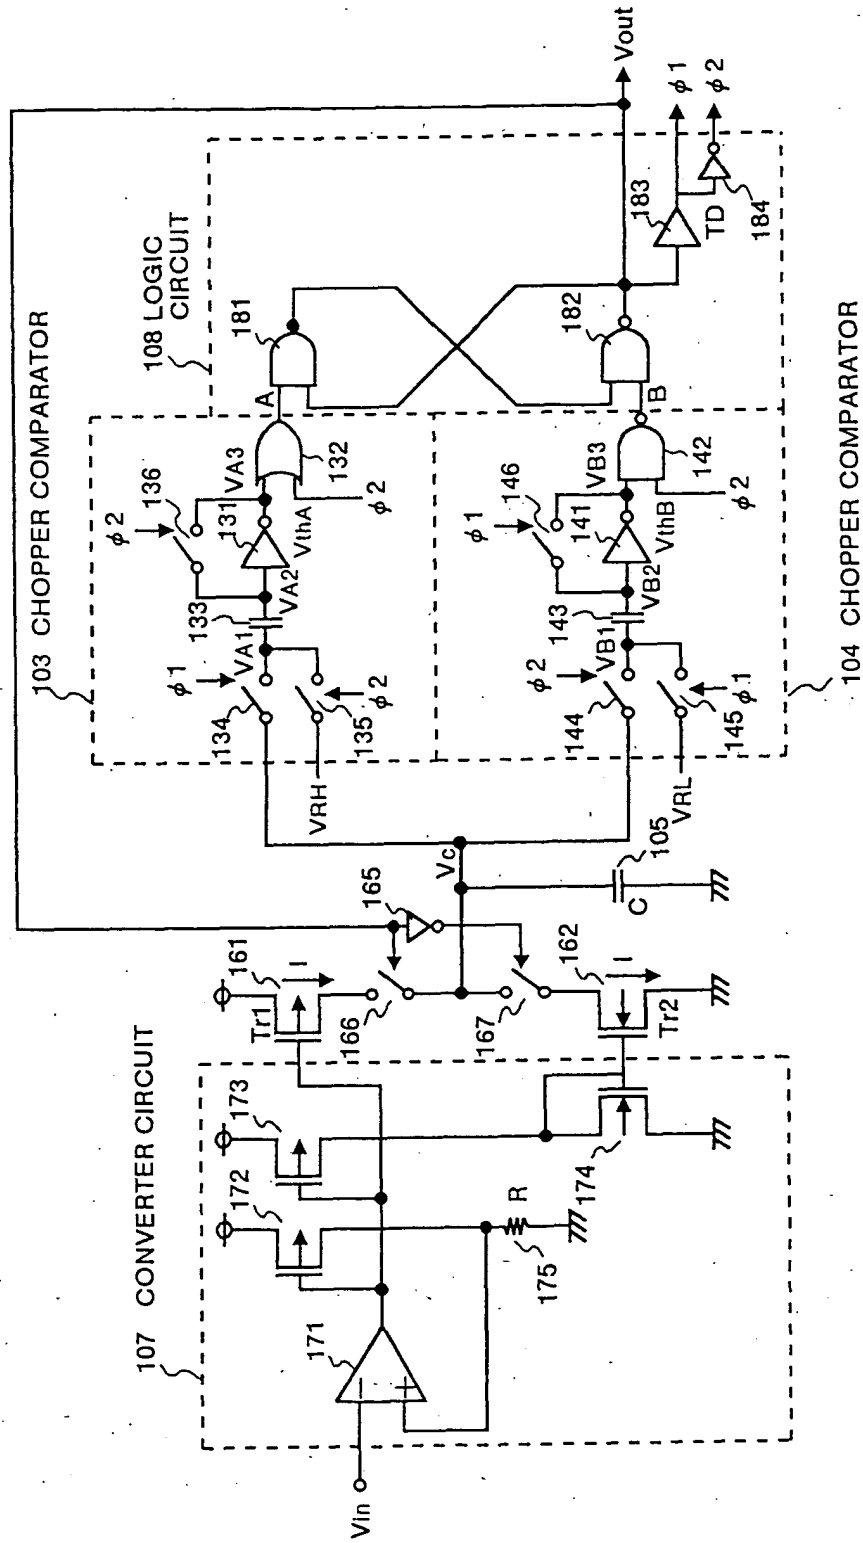 107 CONVERTER CIRCUIT
103 CHOPPER COMPARATOR
108 LOGIC
CIRCUIT
104 CHOPPER COMPARATOR
Vin
171
172
173
174
175
R
Tr1
161
I
166
165
167
162
I
Tr2
Vc
105
C
VRH
134
φ1
VA1
135
φ2
133
VA2
φ2
136
131
VthA
VA3
132
φ2
A
181
VRL
144
φ2
VB1
145
φ1
143
VB2
φ1
146
141
VthB
VB3
142
φ2
B
182
183
TD
184
Vout
φ1
φ2